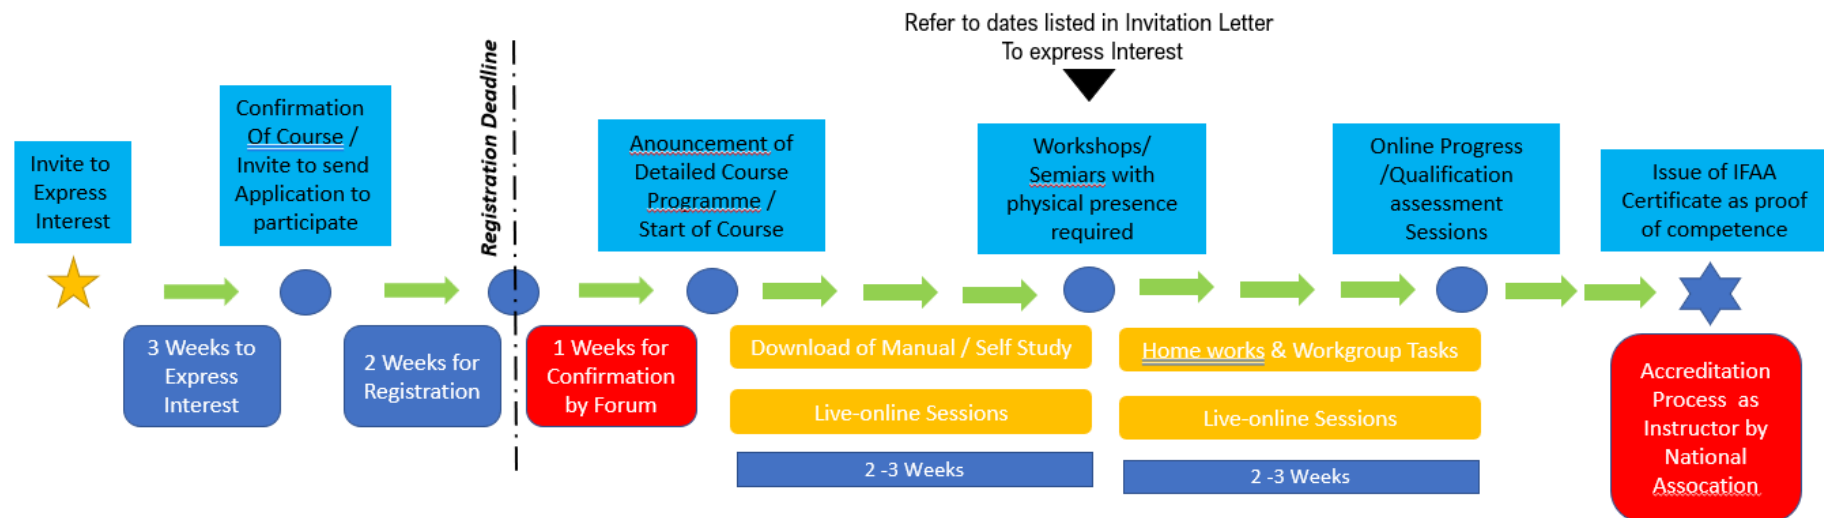 Refer to dates listed in Invitation Letter
To express Interest
Registration Deadline
Invite to
Express
Interest
Confirmation
Of Course /
Invite to send
Application to
participate
Anouncement of
Detailed Course
Programme /
Start of Course
Workshops/
Semiars with
physical presence
required
Online Progress
/Qualification
assessment
Sessions
Issue of IFAA
Certificate as proof
of competence
3 Weeks to
Express
Interest
2 Weeks for
Registration
1 Weeks for
Confirmation
by Forum
Download of Manual / Self Study
Live-online Sessions
2 -3 Weeks
Home works & Workgroup Tasks
Live-online Sessions
2 -3 Weeks
Accreditation
Process as
Instructor by
National
Assocation